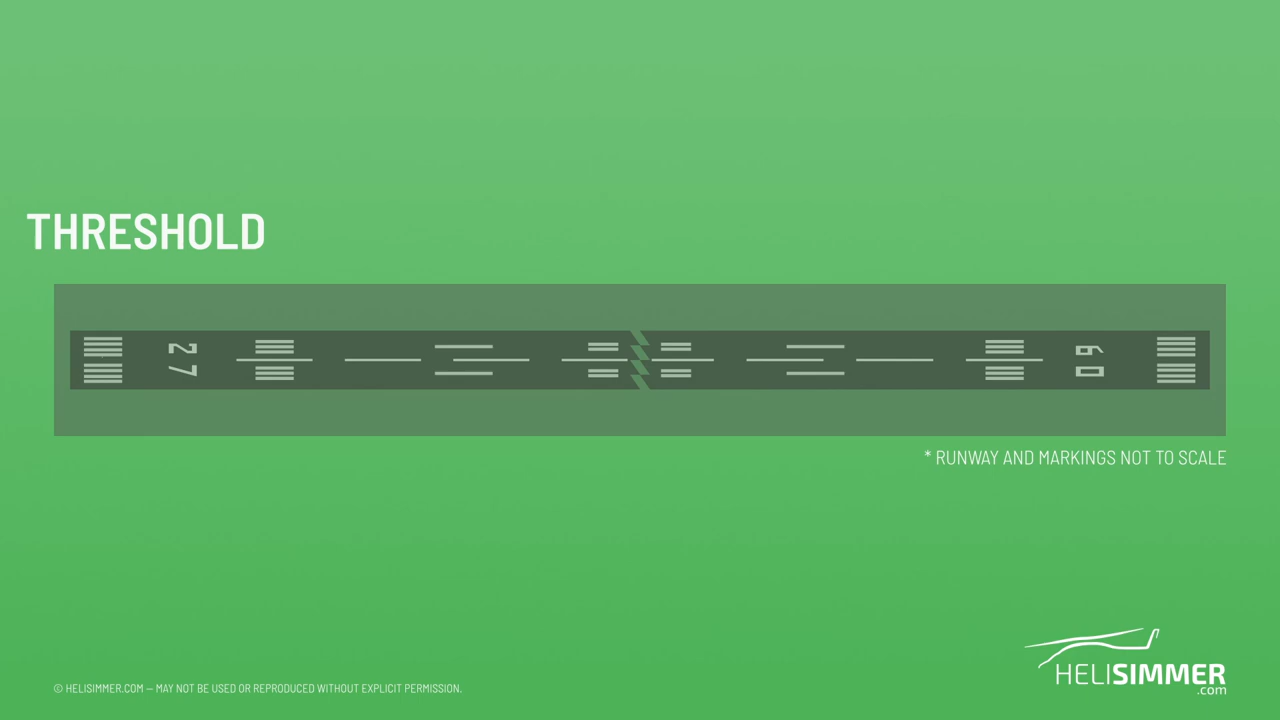 THRESHOLD
27
09
* RUNWAY AND MARKINGS NOT TO SCALE
HELISIMMER
.com
© HELISIMMER.COM – MAY NOT BE USED OR REPRODUCED WITHOUT EXPLICIT PERMISSION.